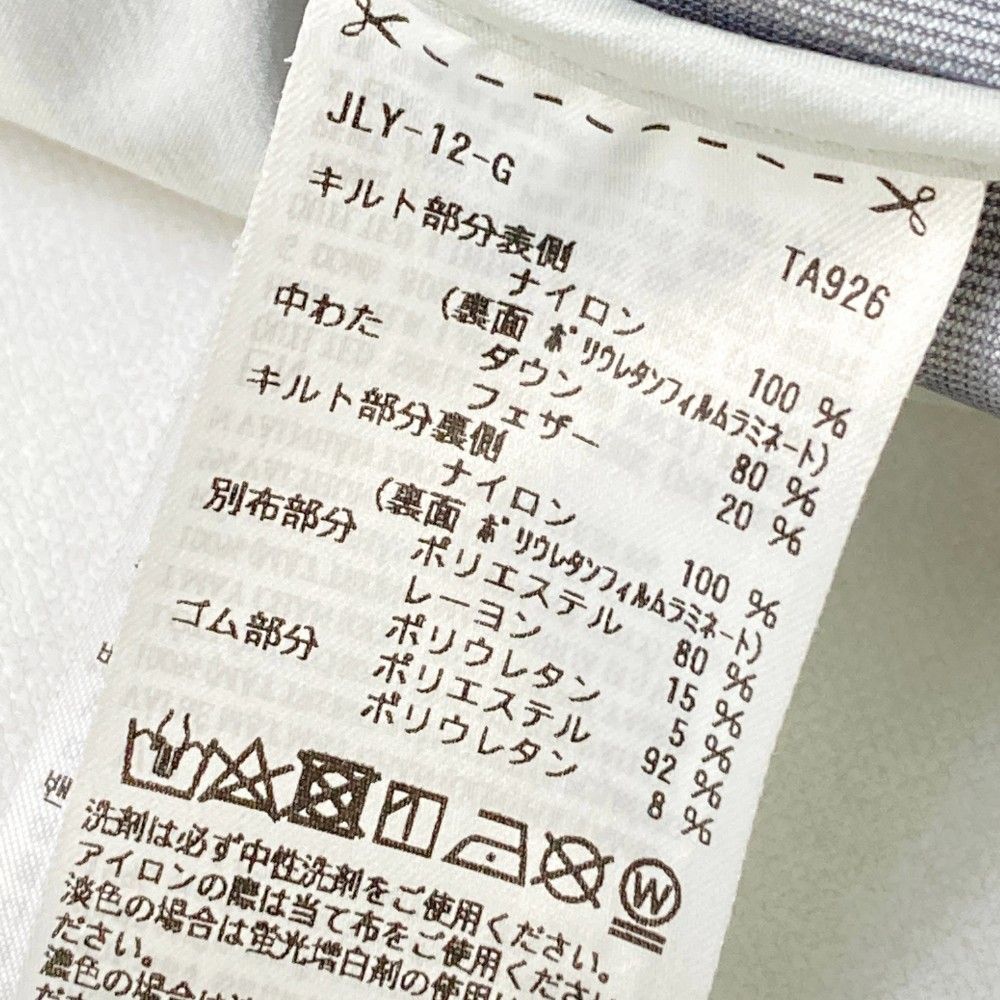 JLY-12-G
TA926
キルト部分表側
ナイロン 100 %
(裏面 ポリウレタンフィルムラミネート)
中わた ダウン 80 %
フェザー 20 %
キルト部分裏側
ナイロン 100 %
(裏面 ポリウレタンフィルムラミネート)
別布部分 ポリエステル 80 %
レーヨン 15 %
ポリウレタン 5 %
ゴム部分 ポリエステル 92 %
ポリウレタン 8 %
W
洗剤は必ず中性洗剤をご使用ください。
アイロンの際は当て布をご使用ください。
淡色の場合は蛍光増白剤の使用は
ださい。
濃色の場合は